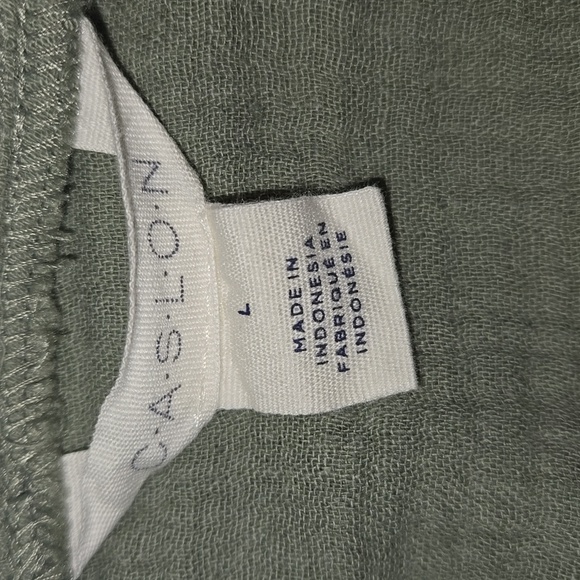 C·A·S·L·O·N
L
MADE IN
INDONESIA
FABRIQUÉ EN
INDONÉSIE